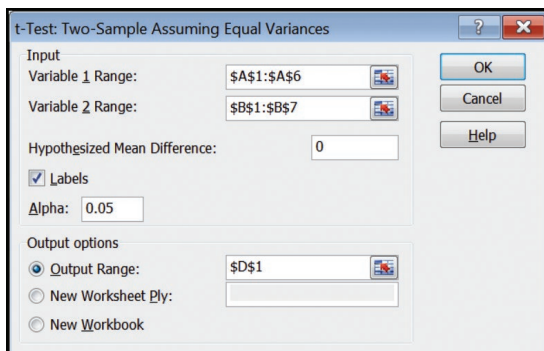 t-Test: Two-Sample Assuming Equal Variances
Input
Variable 1 Range: $A$1:$A$6
Variable 2 Range: $B$1:$B$7
Hypothesized Mean Difference: 0
Labels
Alpha: 0.05
Output options
Output Range: $D$1
New Worksheet Ply:
New Workbook
OK
Cancel
Help